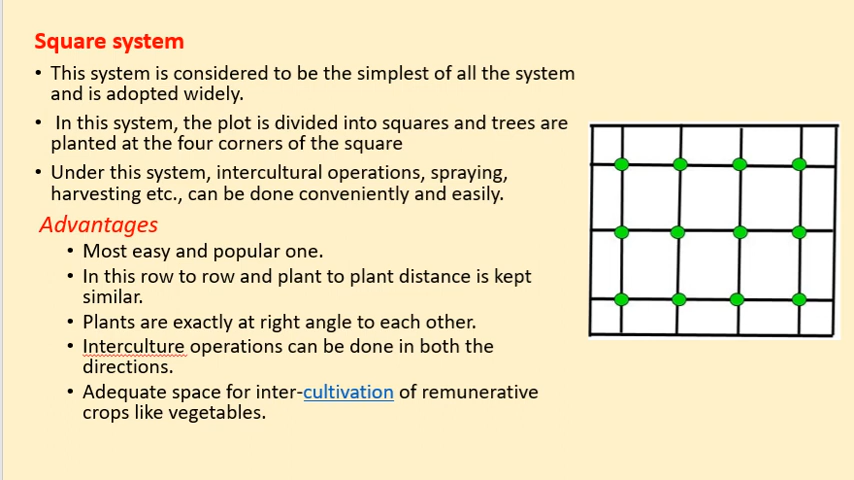 Square system
• This system is considered to be the simplest of all the system
and is adopted widely.
• In this system, the plot is divided into squares and trees are
planted at the four corners of the square
• Under this system, intercultural operations, spraying,
harvesting etc., can be done conveniently and easily.
Advantages
• Most easy and popular one.
• In this row to row and plant to plant distance is kept
similar.
• Plants are exactly at right angle to each other.
• Interculture operations can be done in both the
directions.
• Adequate space for inter-cultivation of remunerative
crops like vegetables.